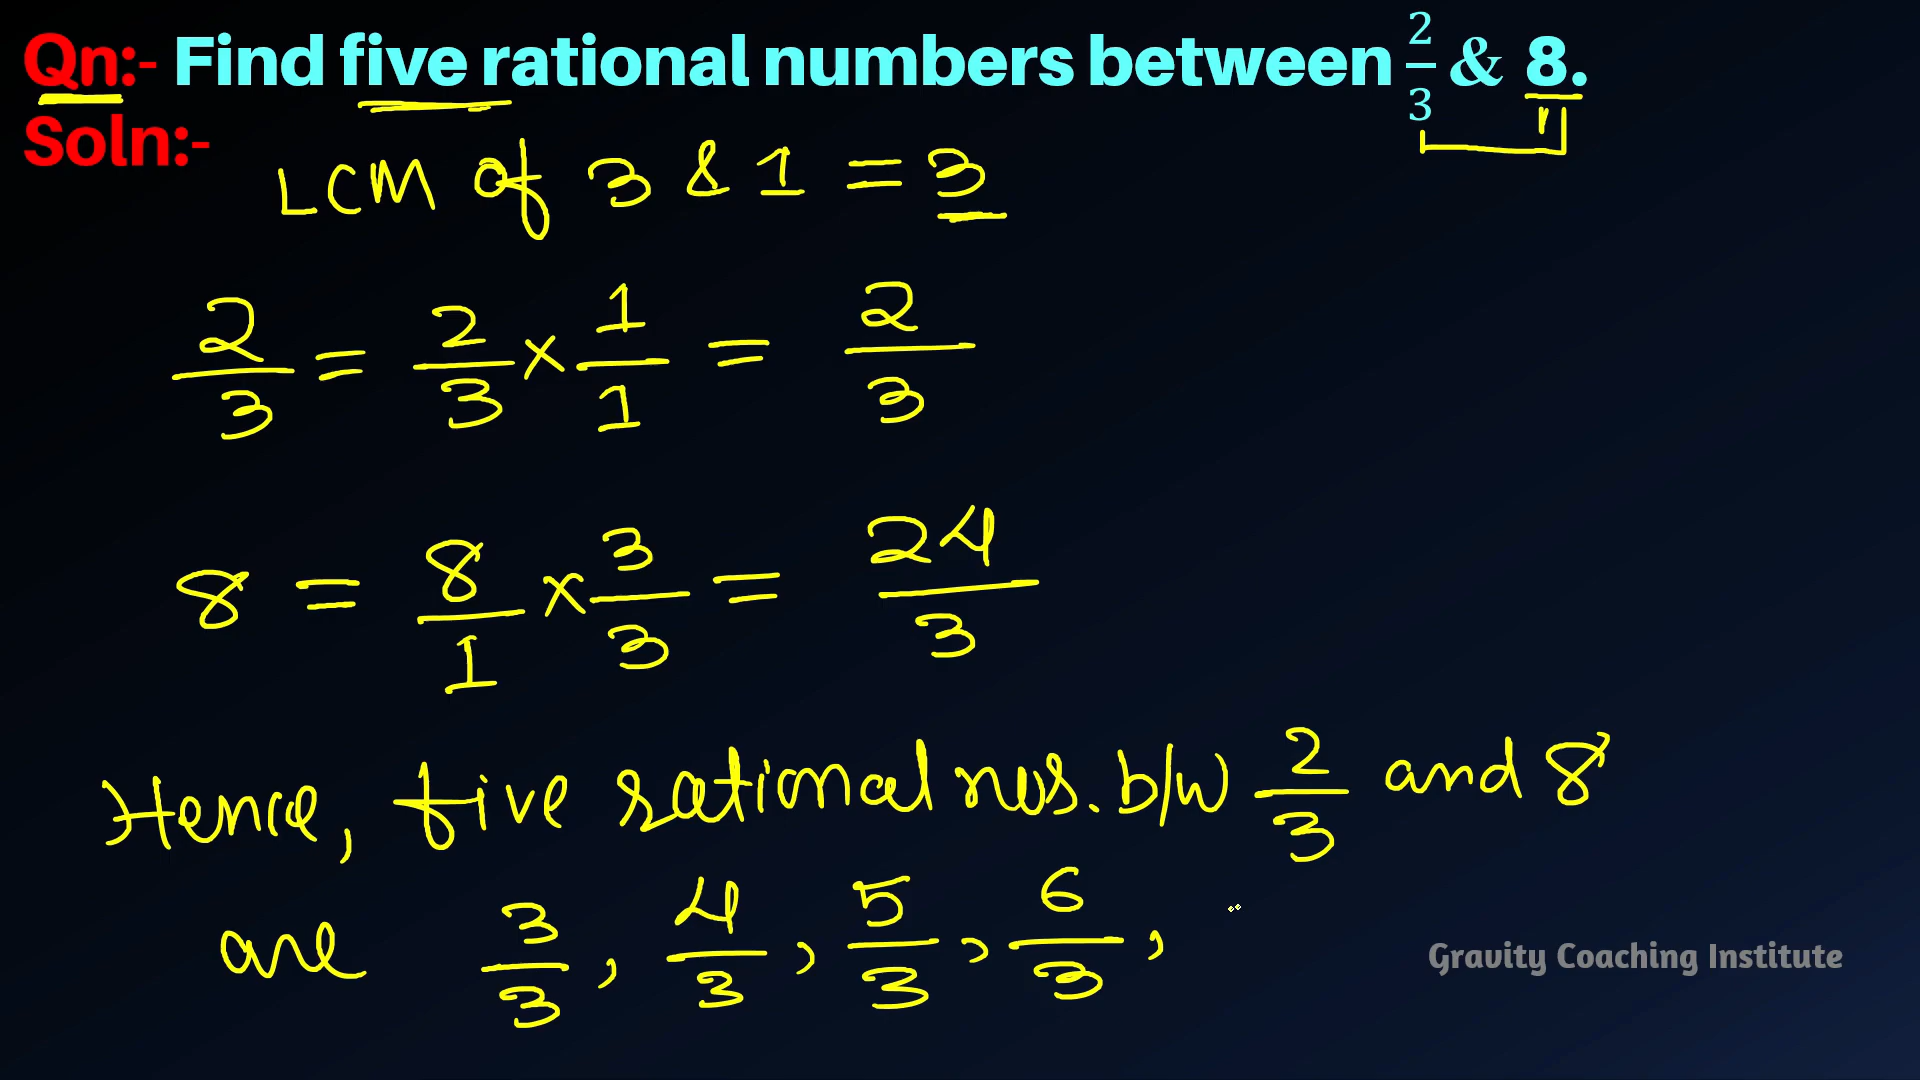 Qn:- Find five rational numbers between 2/3 & 8.
Soln:-
LCM of 3 & 1 = 3
2/3 = 2/3 × 1/1 = 2/3
8 = 8/1 × 3/3 = 24/3
Hence, five rational nos. b/w 2/3 and 8
are 3/3, 4/3, 5/3, 6/3,
Gravity Coaching Institute